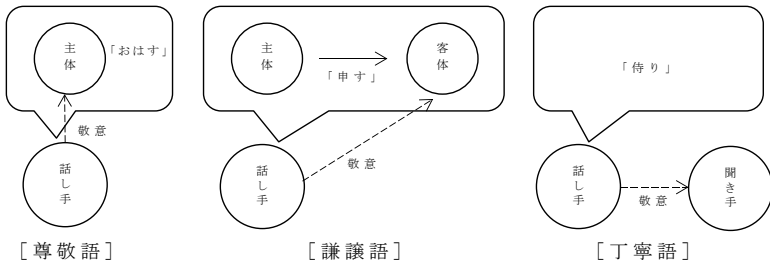 主体
「おはす」
敬意
話し手
[尊敬語]
主体
「申す」
客体
敬意
話し手
[謙譲語]
「侍り」
話し手
敬意
聞き手
[丁寧語]